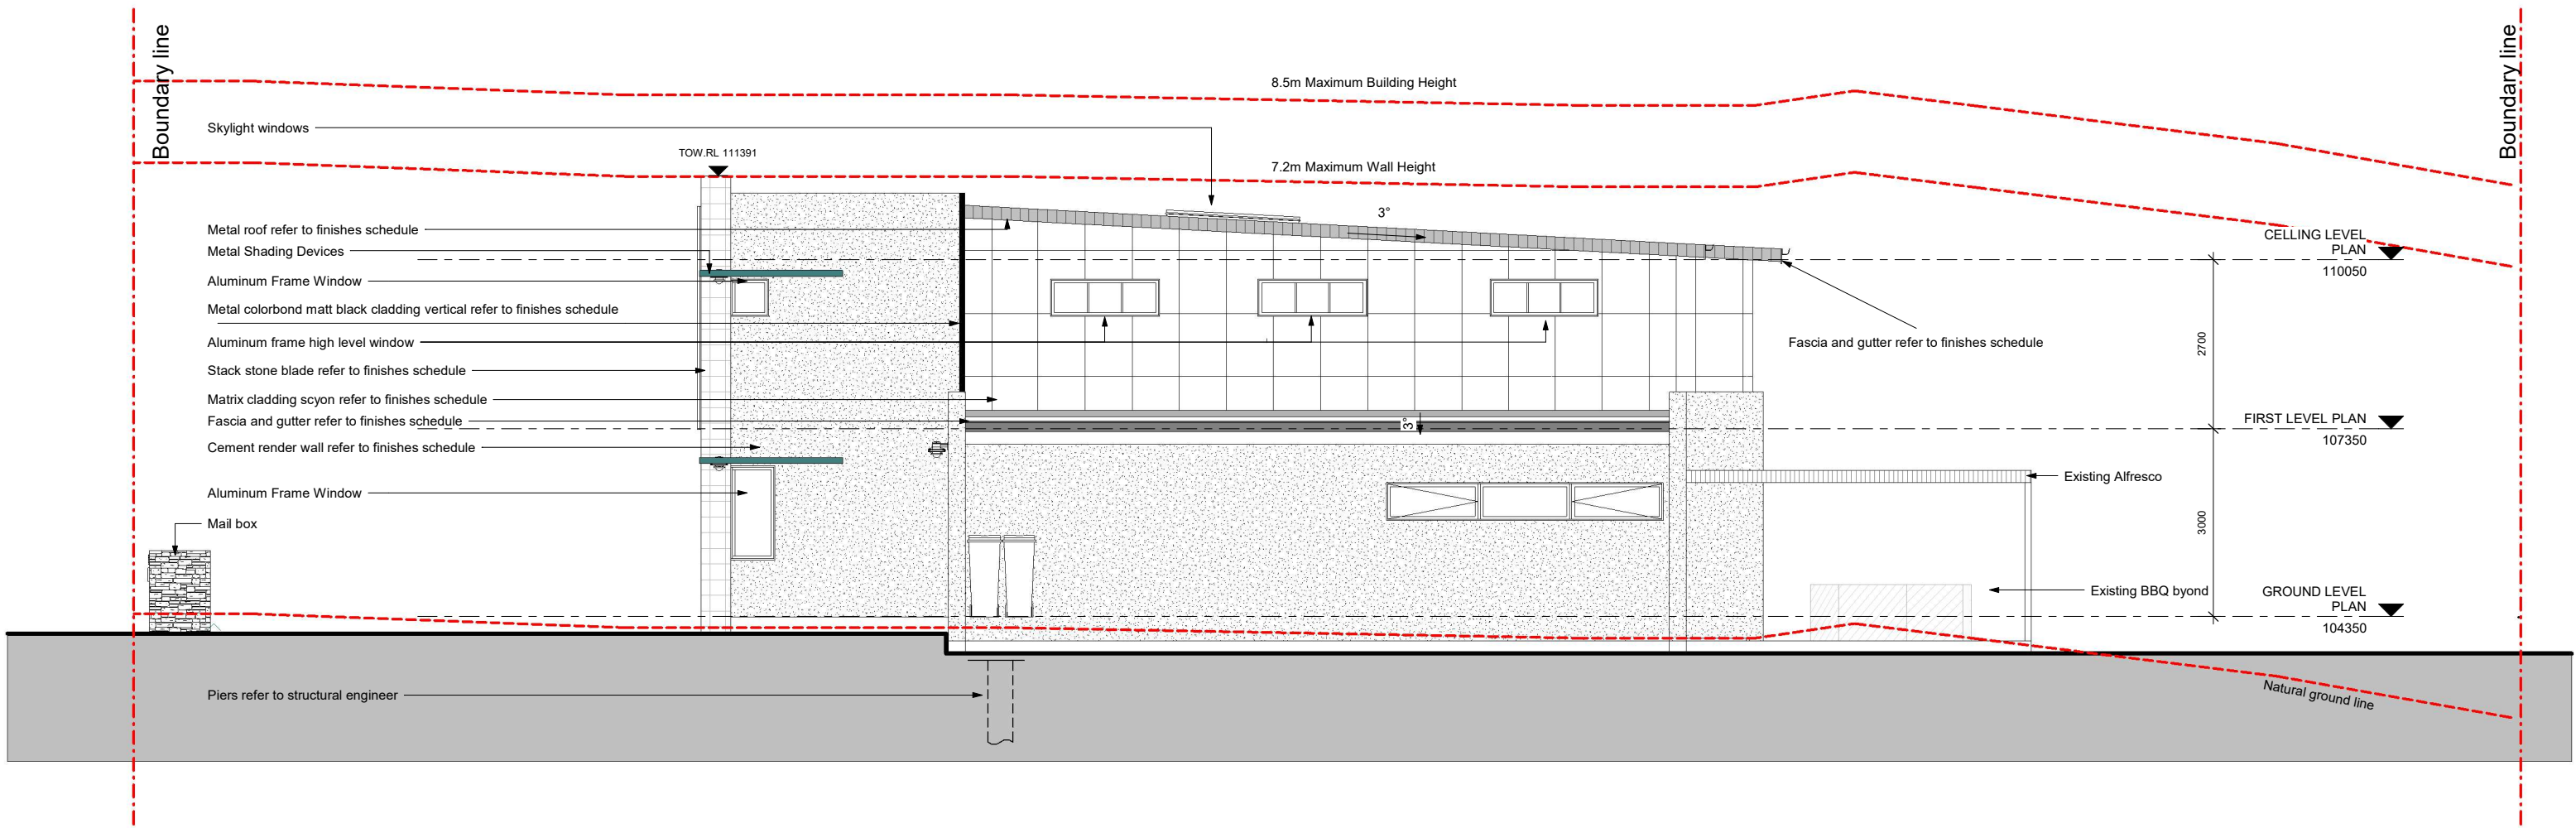 Boundary line
Boundary line
8.5m Maximum Building Height
Skylight windows
TOW.RL 111391
7.2m Maximum Wall Height
3°
Metal roof refer to finishes schedule
Metal Shading Devices
Aluminum Frame Window
Metal colorbond matt black cladding vertical refer to finishes schedule
Aluminum frame high level window
Stack stone blade refer to finishes schedule
Matrix cladding scyon refer to finishes schedule
Fascia and gutter refer to finishes schedule
Cement render wall refer to finishes schedule
Aluminum Frame Window
Mail box
Piers refer to structural engineer
3°
CELLING LEVEL
PLAN
110050
Fascia and gutter refer to finishes schedule
2700
FIRST LEVEL PLAN
107350
Existing Alfresco
3000
Existing BBQ byond
GROUND LEVEL
PLAN
104350
Natural ground line